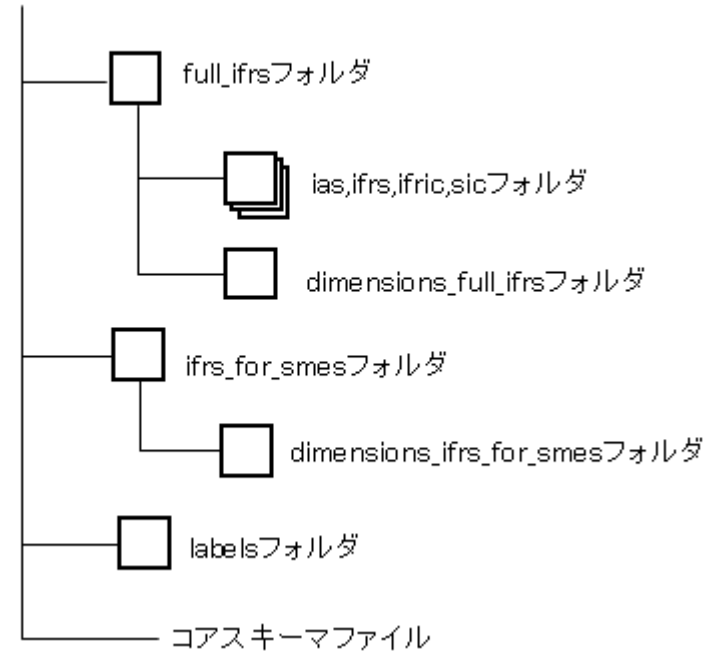 full_ifrsフォルダ
ias,ifrs,ifric,sicフォルダ
dimensions_full_ifrsフォルダ
ifrs_for_smesフォルダ
dimensions_ifrs_for_smesフォルダ
labelsフォルダ
コアスキーマファイル